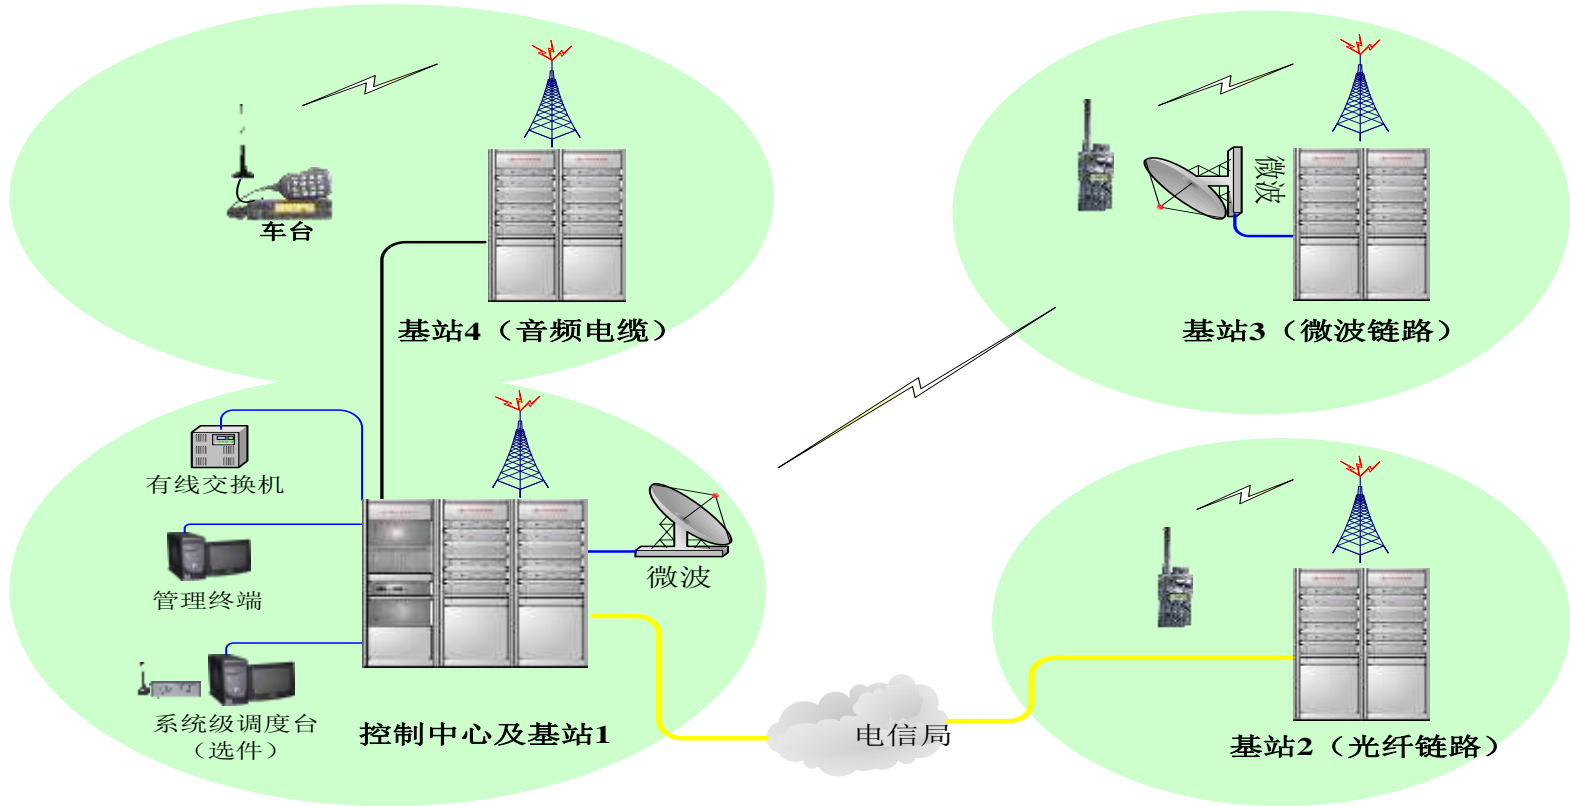 车台
基站4（音频电缆）
微波
基站3（微波链路）
有线交换机
管理终端
系统级调度台
（选件）
微波
控制中心及基站1
电信局
基站2（光纤链路）